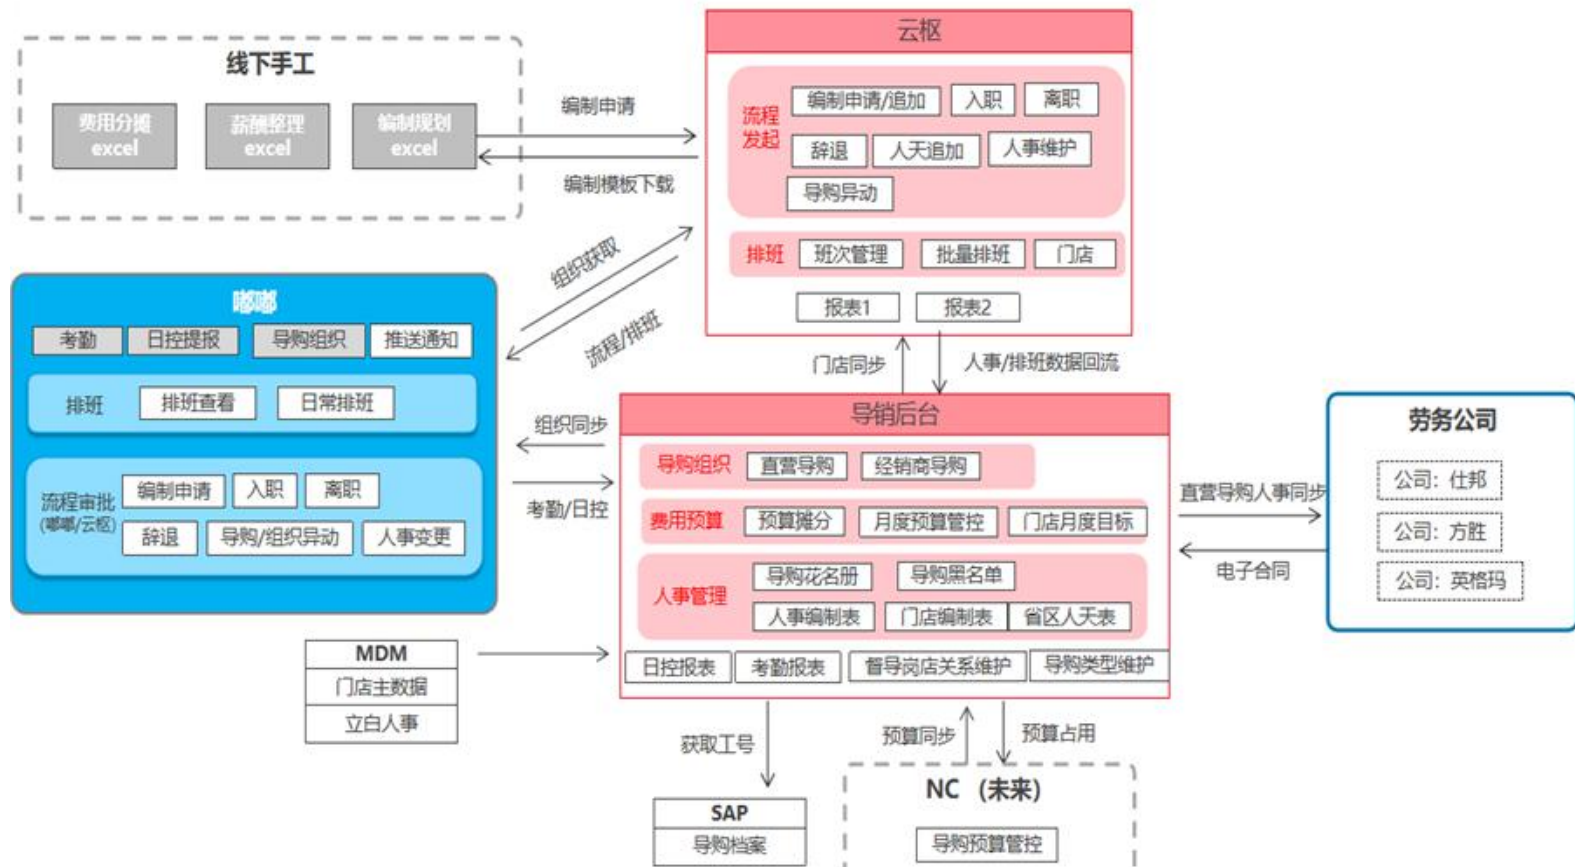 线下手工
费用分摊
excel
薪酬整理
excel
编制规划
excel
编制申请
编制模板下载
云枢
流程
发起
编制申请/追加
入职
离职
辞退
人天追加
人事维护
导购异动
排班
班次管理
批量排班
门店
报表1
报表2
组织获取
流程/排班
嘟嘟
考勤
日控提报
导购组织
推送通知
排班
排班查看
日常排班
流程审批
(嘟嘟/云枢)
编制申请
入职
离职
辞退
导购/组织异动
人事变更
门店同步
人事/排班数据回流
组织同步
考勤/日控
导销后台
导购组织
直营导购
经销商导购
费用预算
预算摊分
月度预算管控
门店月度目标
人事管理
导购花名册
导购黑名单
人事编制表
门店编制表
省区人天表
日控报表
考勤报表
督导岗店关系维护
导购类型维护
直营导购人事同步
电子合同
劳务公司
公司：仕邦
公司：方胜
公司：英格玛
MDM
门店主数据
立白人事
获取工号
预算同步
预算占用
SAP
导购档案
NC （未来）
导购预算管控